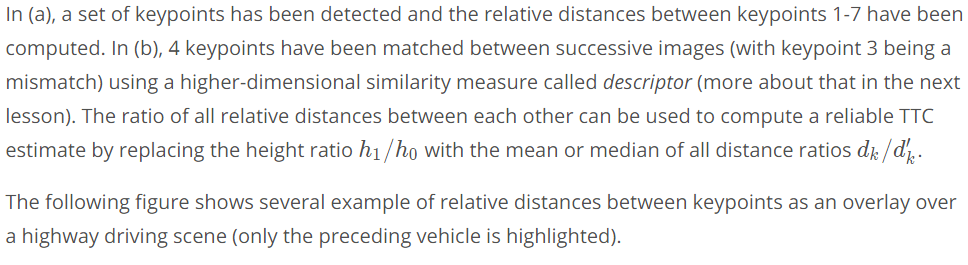 In (a), a set of keypoints has been detected and the relative distances between keypoints 1-7 have been
computed. In (b), 4 keypoints have been matched between successive images (with keypoint 3 being a
mismatch) using a higher-dimensional similarity measure called descriptor (more about that in the next
lesson). The ratio of all relative distances between each other can be used to compute a reliable TTC
estimate by replacing the height ratio h₁/h₀ with the mean or median of all distance ratios dₖ/d′ₖ.
The following figure shows several example of relative distances between keypoints as an overlay over
a highway driving scene (only the preceding vehicle is highlighted).